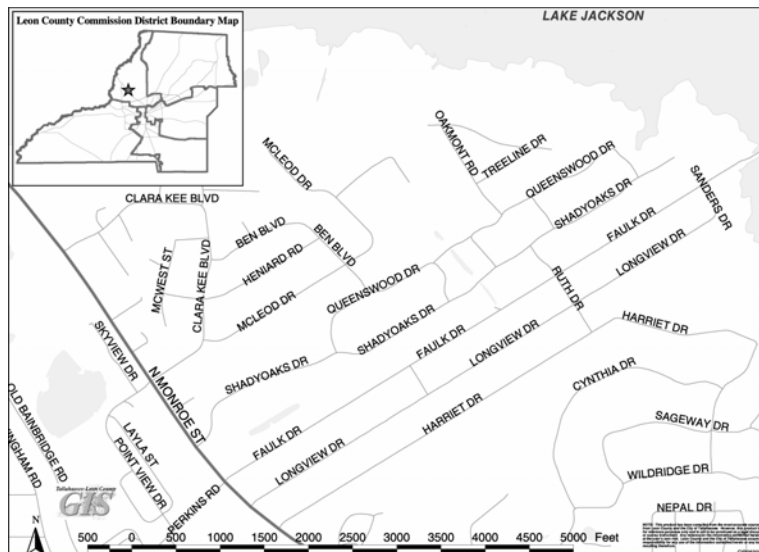 Leon County Commission District Boundary Map
LAKE JACKSON
OAKMONT RD
TREELINE DR
MCLEOD DR
QUEENSWOOD DR
SANDERS DR
CLARA KEE BLVD
SHADYOAKS DR
BEN BLVD
BEN BLVD
FAULK DR
HENIARD RD
MCWEST ST
LONGVIEW DR
CLARA KEE BLVD
QUEENSWOOD DR
RUTH DR
MCLEOD DR
SHADYOAKS DR
HARRIET DR
SKYVIEW DR
FAULK DR
LONGVIEW DR
SHADYOAKS DR
CYNTHIA DR
N MONROE ST
HARRIET DR
OLD BAINBRIDGE RD
SAGEWAY DR
LAYLA ST
FAULK DR
POINT VIEW DR
LONGVIEW DR
WILDRIDGE DR
Tallahassee-Leon County
GIS
PERKINS RD
NEPAL DR
N
500 0 500 1000 1500 2000 2500 3000 3500 4000 4500 5000 Feet